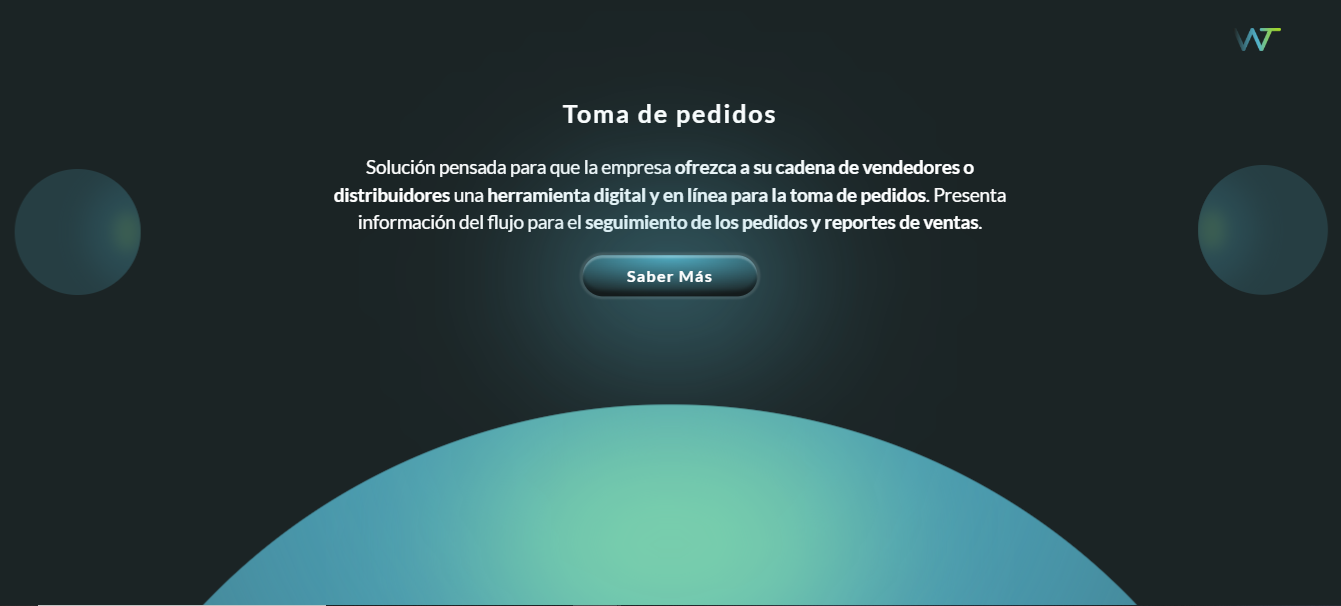 WT
Toma de pedidos
Solución pensada para que la empresa ofrezca a su cadena de vendedores o
distribuidores una herramienta digital y en línea para la toma de pedidos. Presenta
información del flujo para el seguimiento de los pedidos y reportes de ventas.
Saber Más